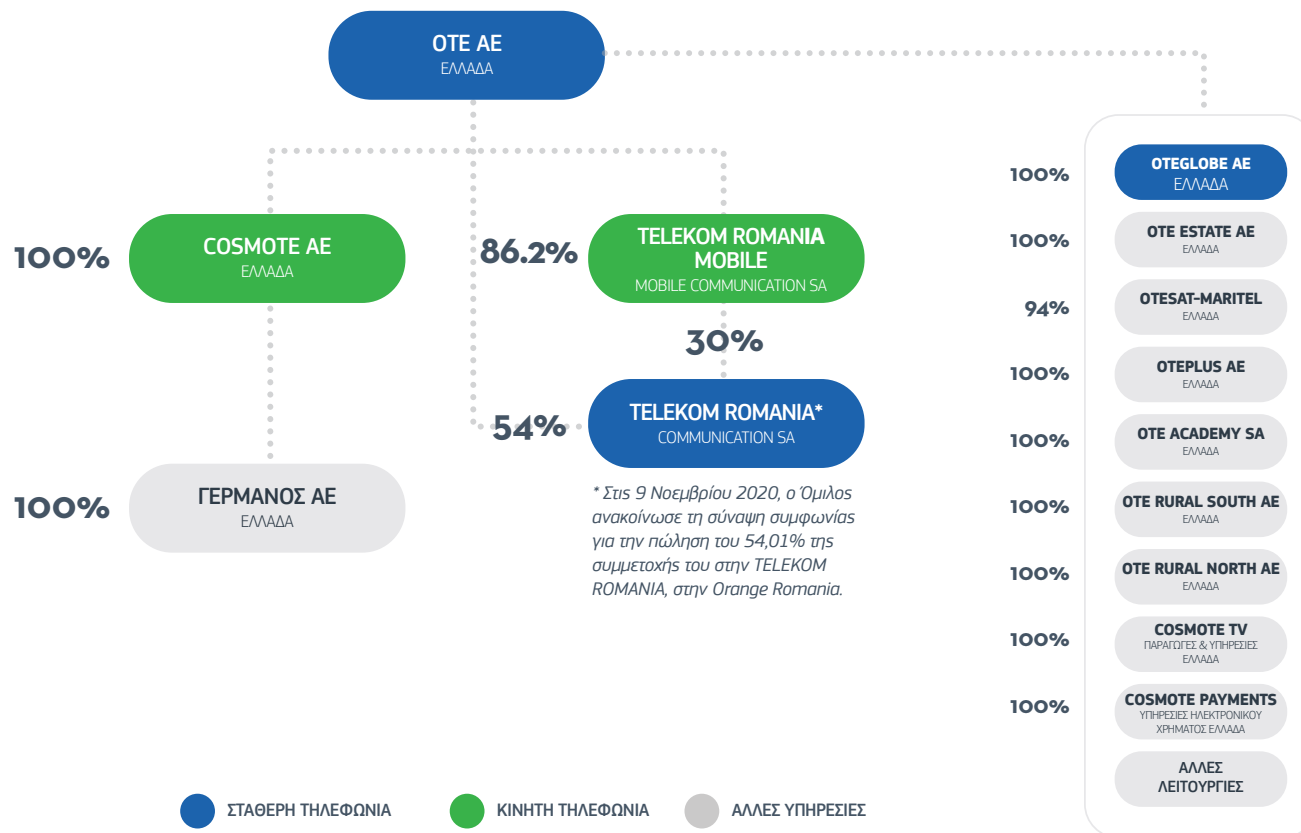 ΟΤΕ ΑΕ
ΕΛΛΑΔΑ
100%
COSMOTE AE
ΕΛΛΑΔΑ
86.2%
TELEKOM ROMANIA
MOBILE
MOBILE COMMUNICATION SA
30%
54%
TELEKOM ROMANIA*
COMMUNICATION SA
100%
ΓΕΡΜΑΝΟΣ ΑΕ
ΕΛΛΑΔΑ
* Στις 9 Νοεμβρίου 2020, ο Όμιλος
ανακοίνωσε τη σύναψη συμφωνίας
για την πώληση του 54,01% της
συμμετοχής του στην TELEKOM
ROMANIA, στην Orange Romania.
100%
OTEGLOBE AE
ΕΛΛΑΔΑ
100%
OTE ESTATE AE
ΕΛΛΑΔΑ
94%
OTESAT-MARITEL
ΕΛΛΑΔΑ
100%
OTEPLUS AE
ΕΛΛΑΔΑ
100%
OTE ACADEMY SA
ΕΛΛΑΔΑ
100%
OTE RURAL SOUTH AE
ΕΛΛΑΔΑ
100%
OTE RURAL NORTH AE
ΕΛΛΑΔΑ
100%
COSMOTE TV
ΠΑΡΑΓΩΓΕΣ & ΥΠΗΡΕΣΙΕΣ
ΕΛΛΑΔΑ
100%
COSMOTE PAYMENTS
ΥΠΗΡΕΣΙΕΣ ΗΛΕΚΤΡΟΝΙΚΟΥ
ΧΡΗΜΑΤΟΣ ΕΛΛΑΔΑ
ΑΛΛΕΣ
ΛΕΙΤΟΥΡΓΙΕΣ
ΣΤΑΘΕΡΗ ΤΗΛΕΦΩΝΙΑ
ΚΙΝΗΤΗ ΤΗΛΕΦΩΝΙΑ
ΑΛΛΕΣ ΥΠΗΡΕΣΙΕΣ